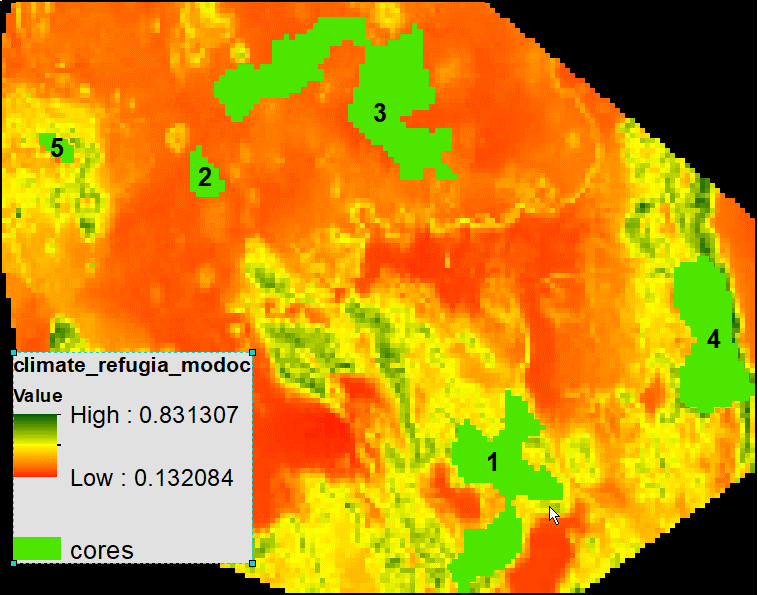 3
5
2
4
climate_refugia_modoc
Value
High : 0.831307
1
Low : 0.132084
cores